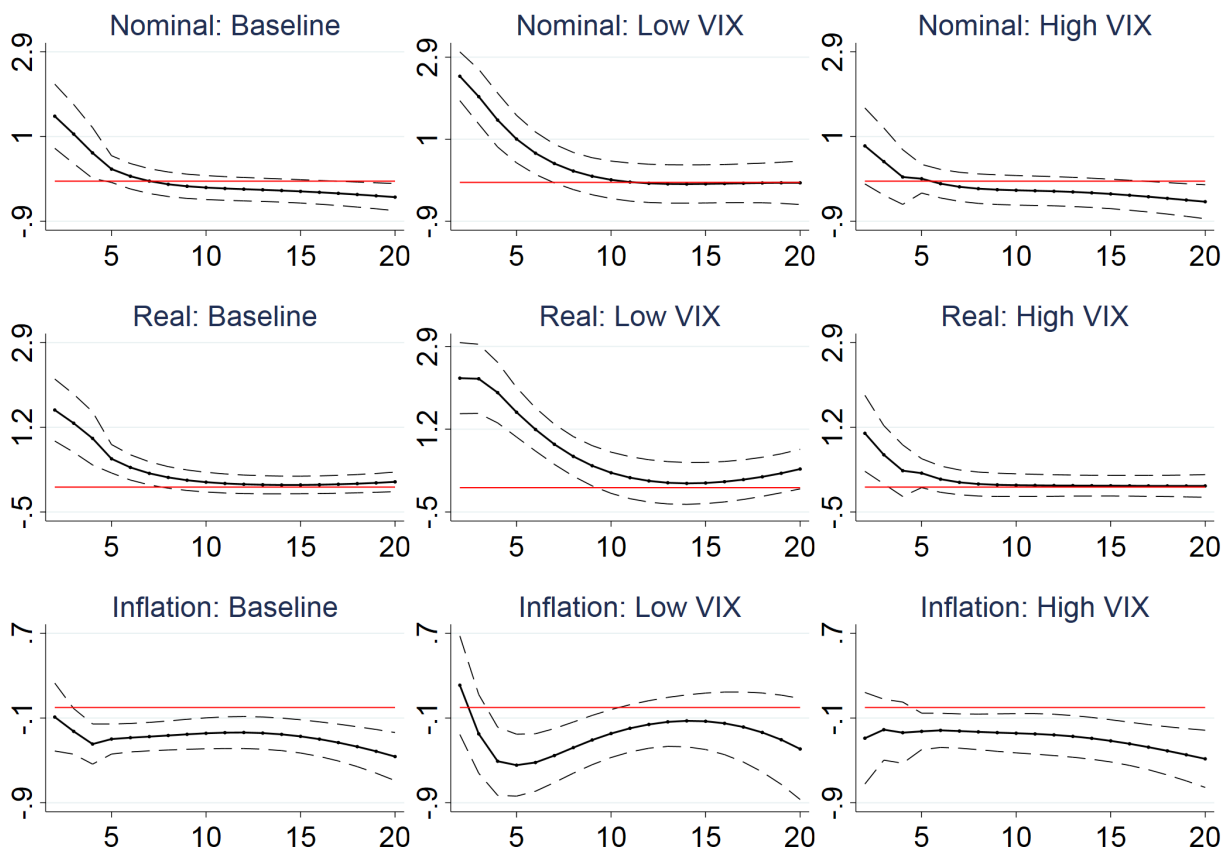 Nominal: Baseline
Nominal: Low VIX
Nominal: High VIX
2.9
1
-.9
5 10 15 20
2.9
1
-.9
5 10 15 20
2.9
1
-.9
5 10 15 20
Real: Baseline
Real: Low VIX
Real: High VIX
2.9
1.2
-.5
5 10 15 20
2.9
1.2
-.5
5 10 15 20
2.9
1.2
-.5
5 10 15 20
Inflation: Baseline
Inflation: Low VIX
Inflation: High VIX
.7
-.1
-.9
5 10 15 20
.7
-.1
-.9
5 10 15 20
.7
-.1
-.9
5 10 15 20